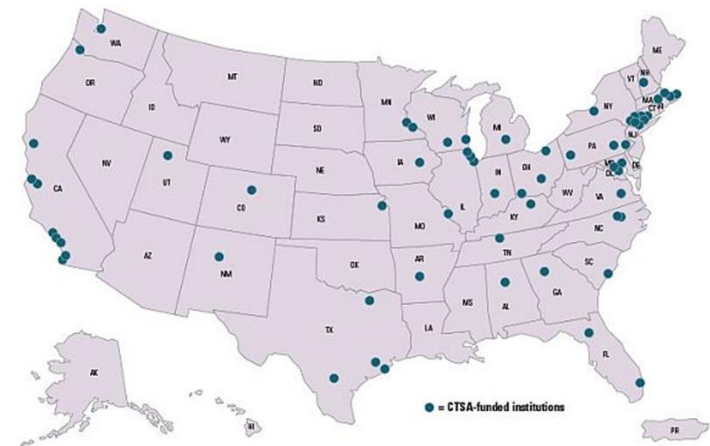 WA
OR
CA
NV
ID
MT
WY
UT
CO
AZ
NM
ND
SD
NE
KS
OK
TX
MN
IA
MO
AR
LA
WI
IL
MI
IN
OH
KY
TN
MS
AL
GA
FL
SC
NC
VA
WV
PA
NY
VT
NH
ME
MA
CT
RI
NJ
DE
MD
DC
AK
HI
PR
= CTSA-funded institutions